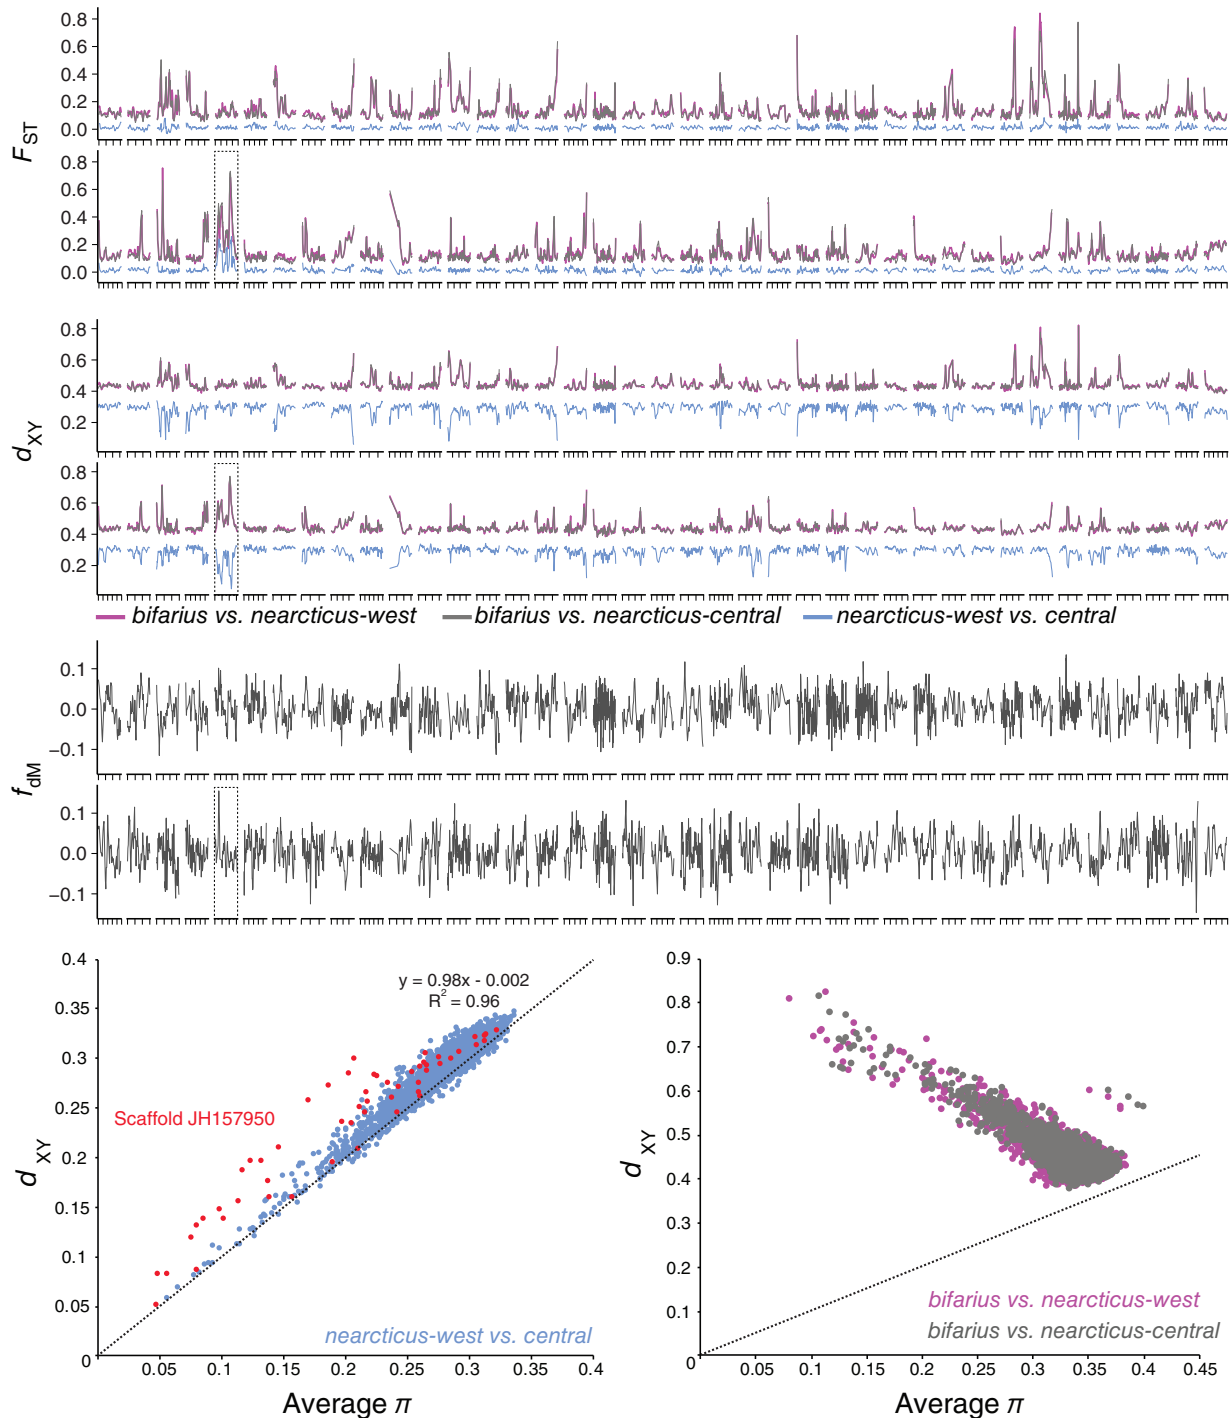 F ST
0.8
0.6
0.4
0.2
0.0
0.8
0.6
0.4
0.2
0.0
d XY
0.8
0.6
0.4
0.2
0.8
0.6
0.4
0.2
bifarius vs. nearcticus-west bifarius vs. nearcticus-central nearcticus-west vs. central
f dM
0.1
0.0
−0.1
0.1
0.0
−0.1
0.4
0.35
0.3
0.25
0.2
0.15
0.1
0.05
0
d XY
y = 0.98x - 0.002
R2 = 0.96
Scaffold JH157950
nearcticus-west vs. central
0.05 0.15 0.15 0.2 0.25 0.3 0.35 0.4
Average π
0.9
0.8
0.7
0.6
0.5
0.4
0.3
0.2
0.1
0
d XY
bifarius vs. nearcticus-west
bifarius vs. nearcticus-central
0.05 0.1 0.15 0.2 0.25 0.3 0.35 0.4 0.45
Average π